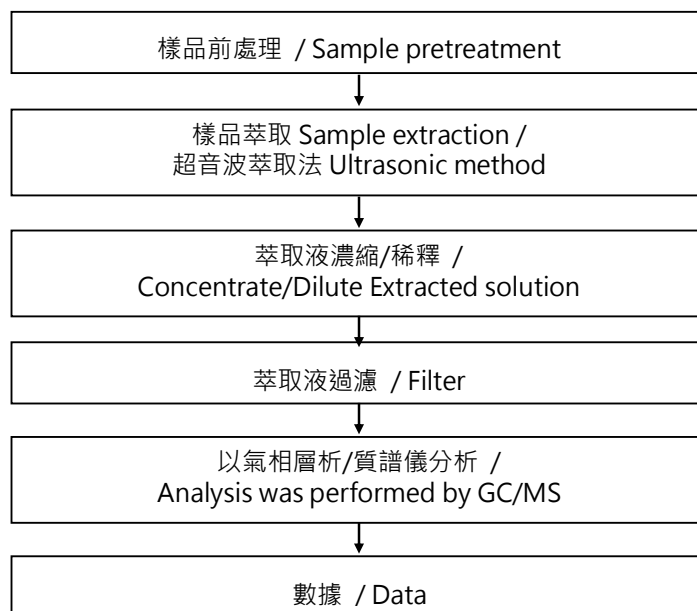 樣品前處理 / Sample pretreatment
樣品萃取 Sample extraction /
超音波萃取法 Ultrasonic method
萃取液濃縮/稀釋 /
Concentrate/Dilute Extracted solution
萃取液過濾 / Filter
以氣相層析/質譜儀分析 /
Analysis was performed by GC/MS
數據 / Data